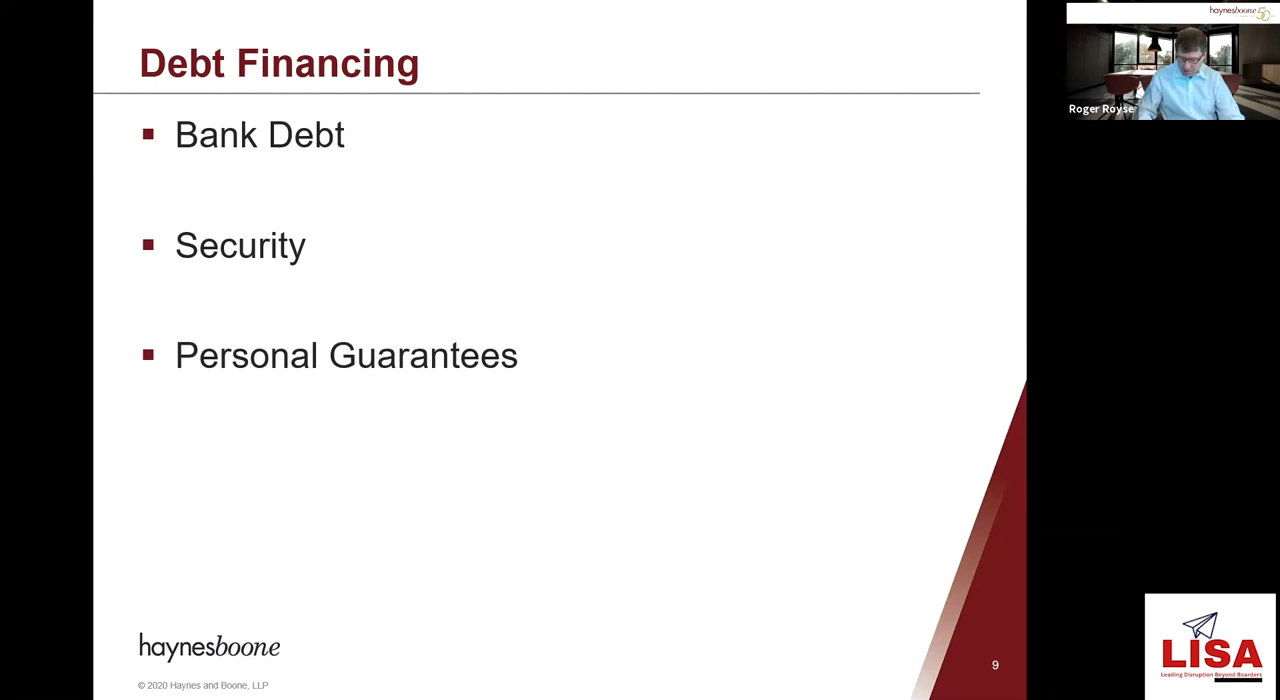 Debt Financing
Bank Debt
Security
Personal Guarantees
haynesboone
© 2020 Haynes and Boone, LLP
9
haynesboone 50
Roger Royse
LISA
Leading Disruption Beyond Boarders